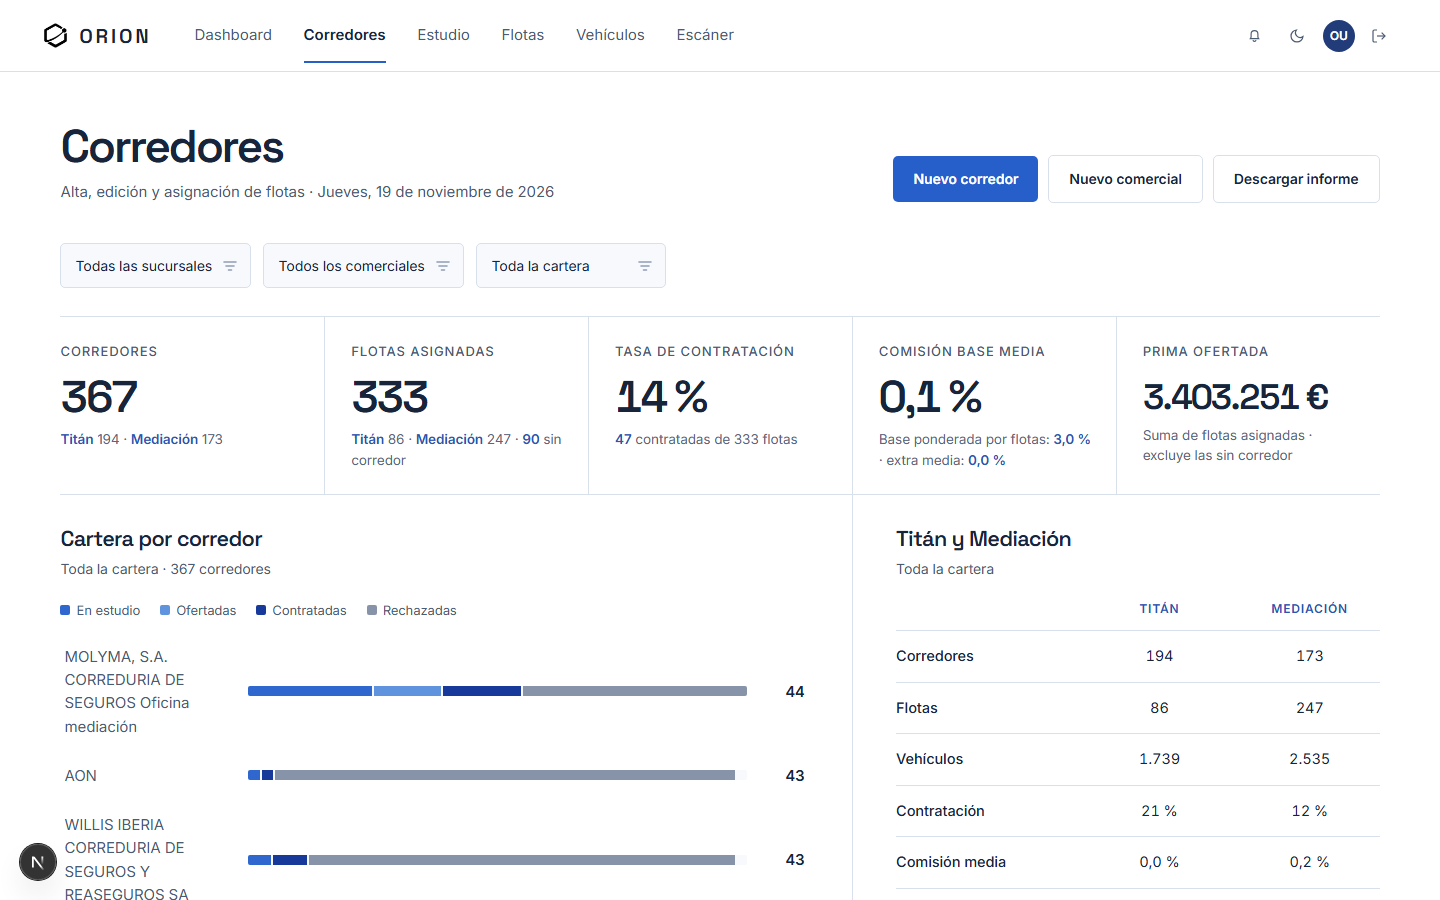 ORION
Dashboard
Corredores
Estudio
Flotas
Vehículos
Escáner
OU
Corredores
Alta, edición y asignación de flotas · Jueves, 19 de noviembre de 2026
Nuevo corredor
Nuevo comercial
Descargar informe
Todas las sucursales
Todos los comerciales
Toda la cartera
CORREDORES
367
Titán 194 · Mediación 173
FLOTAS ASIGNADAS
333
Titán 86 · Mediación 247 · 90 sin
corredor
TASA DE CONTRATACIÓN
14 %
47 contratadas de 333 flotas
COMISIÓN BASE MEDIA
0,1 %
Base ponderada por flotas: 3,0 %
· extra media: 0,0 %
PRIMA OFERTADA
3.403.251 €
Suma de flotas asignadas ·
excluye las sin corredor
Cartera por corredor
Toda la cartera · 367 corredores
En estudio
Ofertadas
Contratadas
Rechazadas
MOLYMA, S.A.
CORREDURIA DE
SEGUROS Oficina
mediación
44
AON
43
WILLIS IBERIA
CORREDURIA DE
SEGUROS Y
REASEGUROS SA
43
N
Titán y Mediación
Toda la cartera
TITÁN MEDIACIÓN
Corredores 194 173
Flotas 86 247
Vehículos 1.739 2.535
Contratación 21 % 12 %
Comisión media 0,0 % 0,2 %